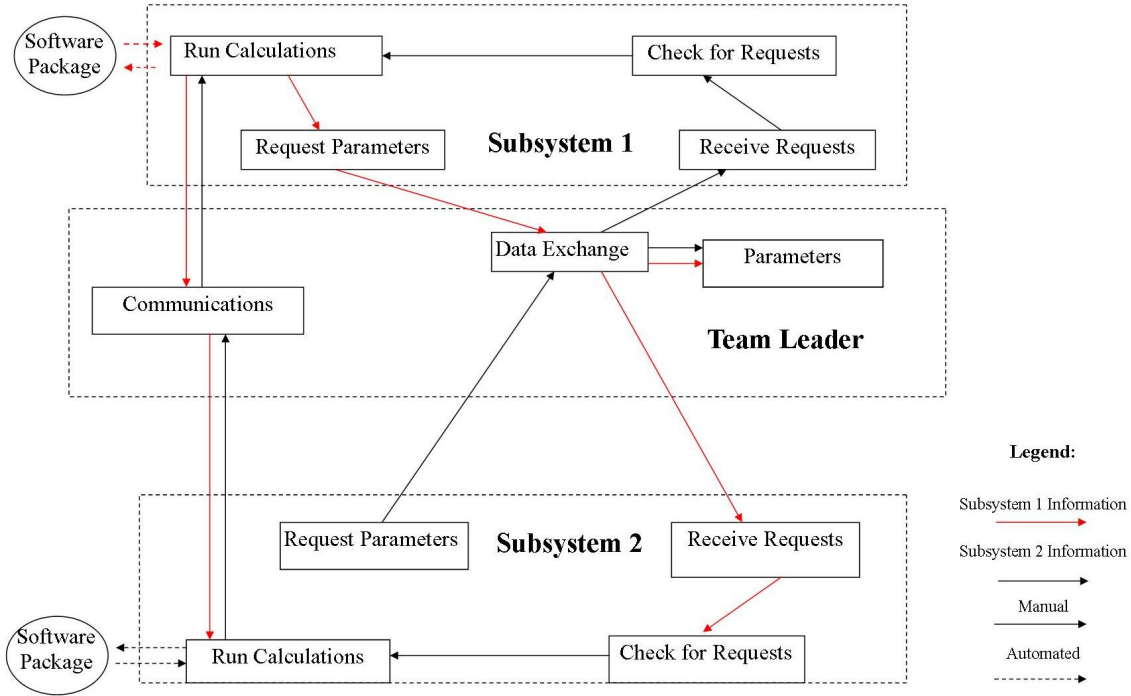 Software
Package
Run Calculations
Check for Requests
Request Parameters
Subsystem 1
Receive Requests
Data Exchange
Parameters
Communications
Team Leader
Legend:
Subsystem 1 Information
Subsystem 2 Information
Manual
Automated
Request Parameters
Subsystem 2
Receive Requests
Software
Package
Run Calculations
Check for Requests